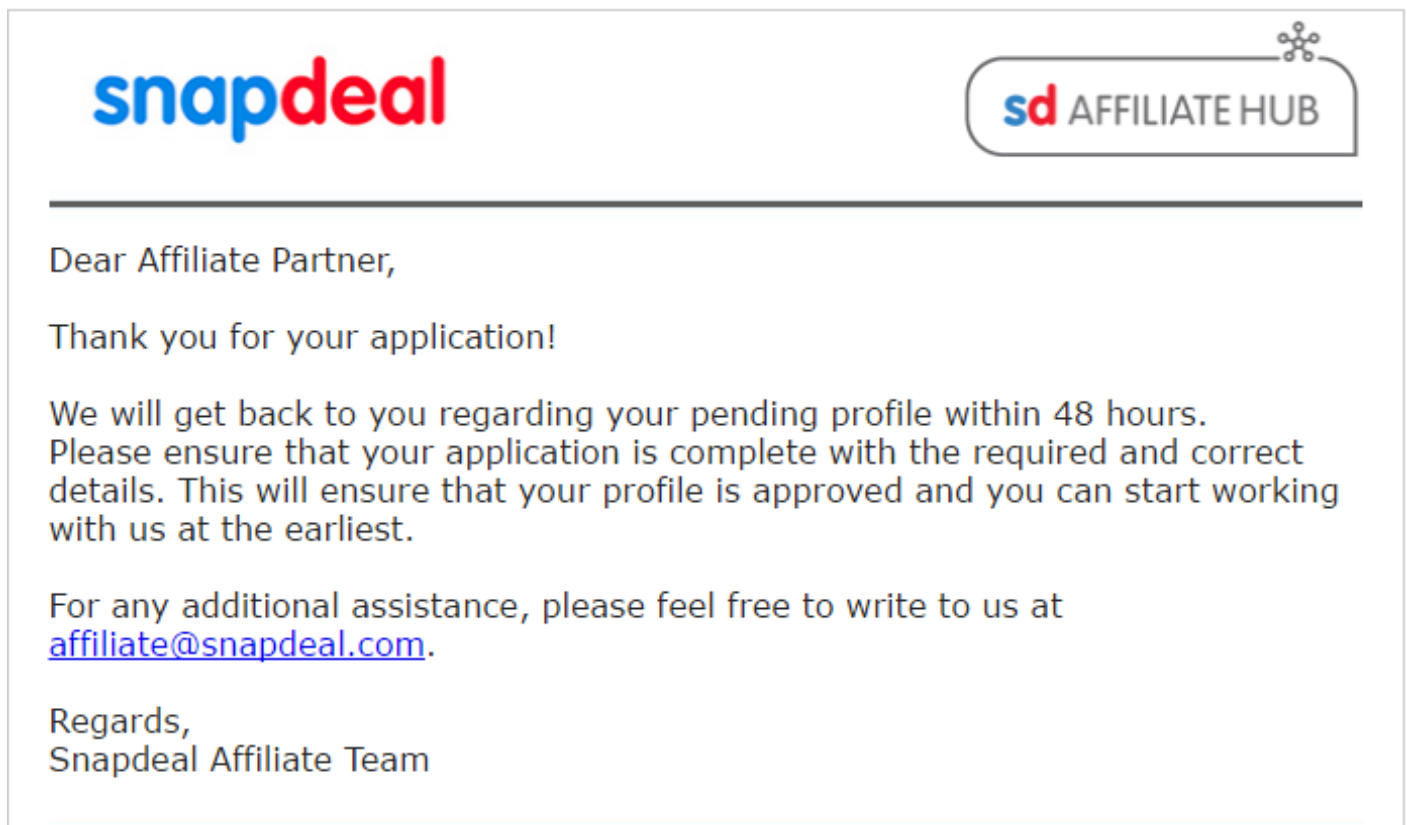 snapdeal
sd AFFILIATE HUB
Dear Affiliate Partner,
Thank you for your application!
We will get back to you regarding your pending profile within 48 hours.
Please ensure that your application is complete with the required and correct
details. This will ensure that your profile is approved and you can start working
with us at the earliest.
For any additional assistance, please feel free to write to us at
affiliate@snapdeal.com.
Regards,
Snapdeal Affiliate Team